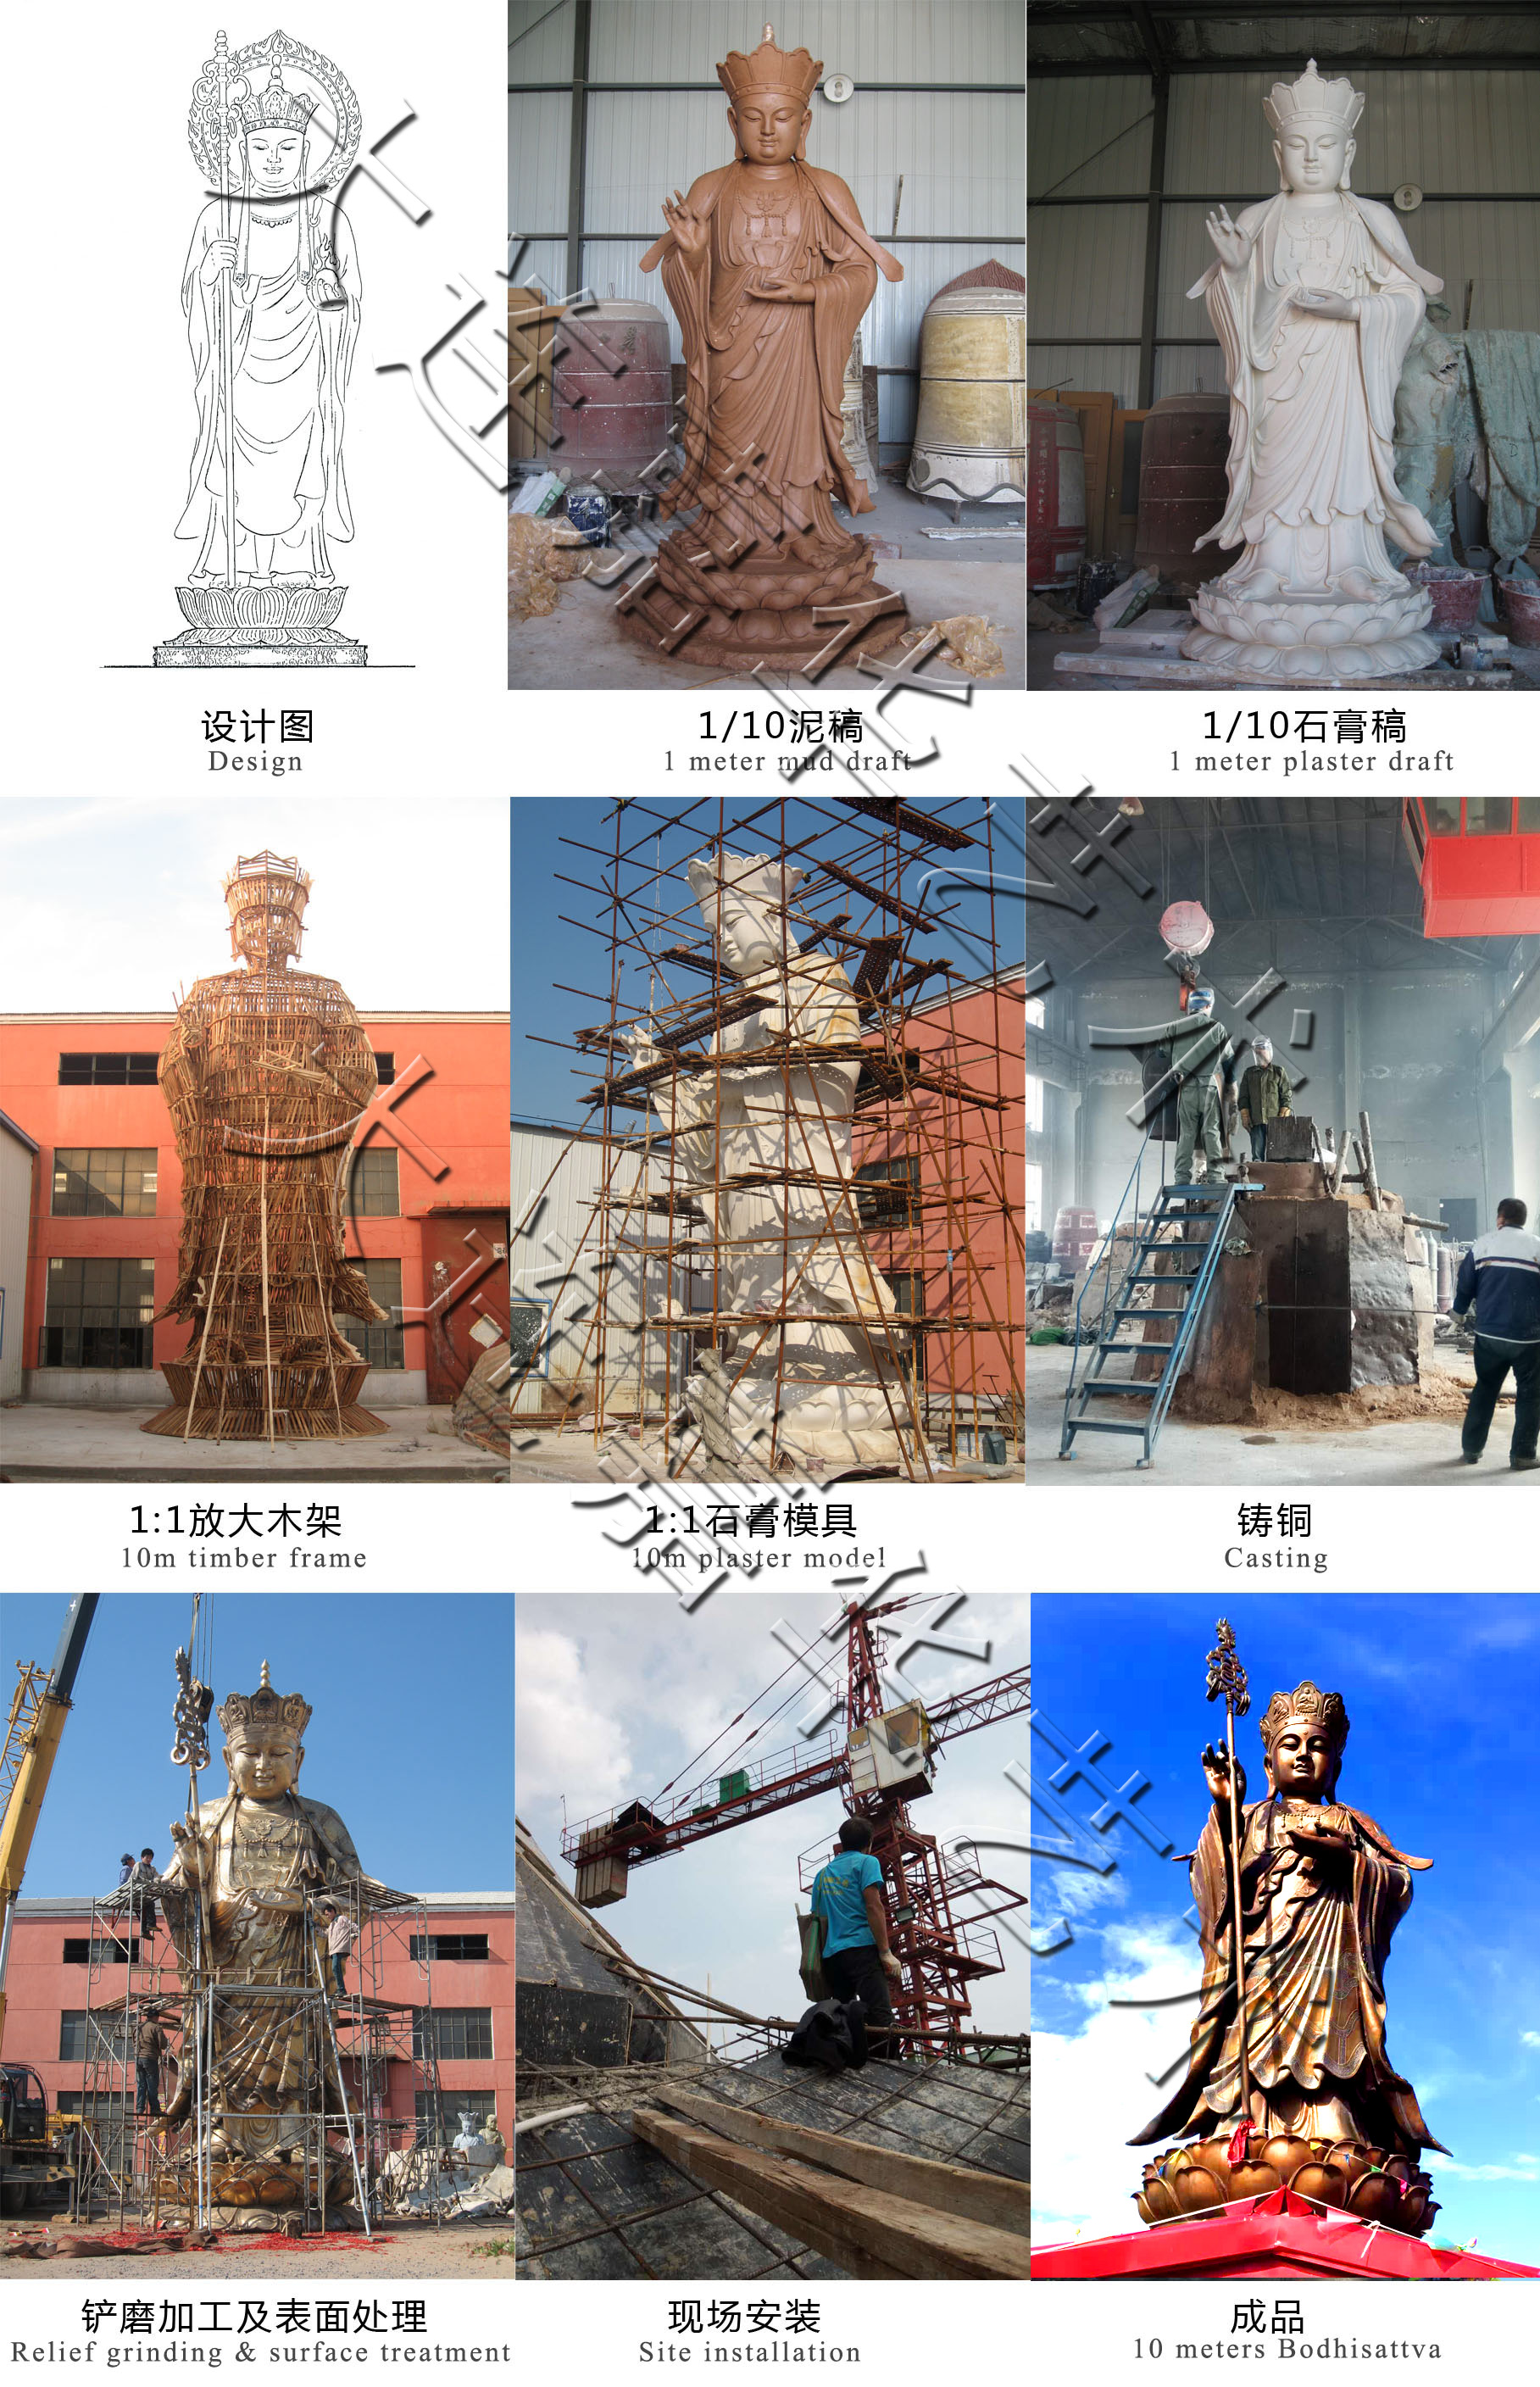 设计图
Design
1/10泥稿
1 meter mud draft
1/10石膏稿
1 meter plaster draft
1:1放大木架
10m timber frame
1:1石膏模具
10m plaster model
铸铜
Casting
铲磨加工及表面处理
Relief grinding & surface treatment
现场安装
Site installation
成品
10 meters Bodhisattva